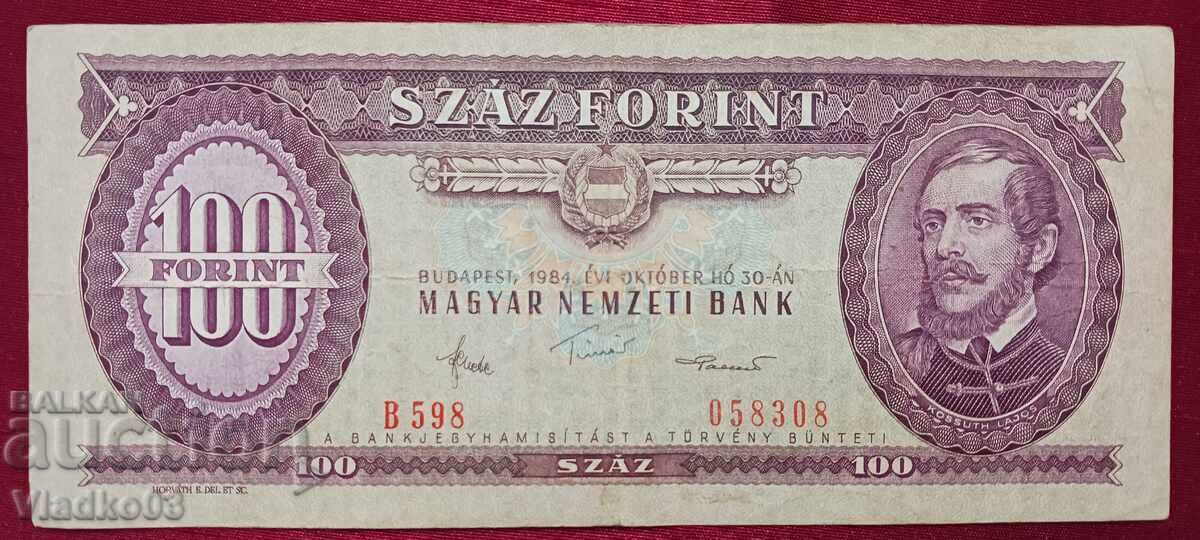 SZÁZ FORINT
100
FORINT
BUDAPEST, 1984. ÉVI OKTÓBER HÓ 30-ÁN
MAGYAR NEMZETI BANK
B 598
058308
KOSSUTH LAJOS
A BANKJEGYHAMISÍTÁST A TÖRVÉNY BÜNTETI
100 SZÁZ 100
HORVÁTH E. DEL. ET SC.
BALKAN
auction
Vladko03